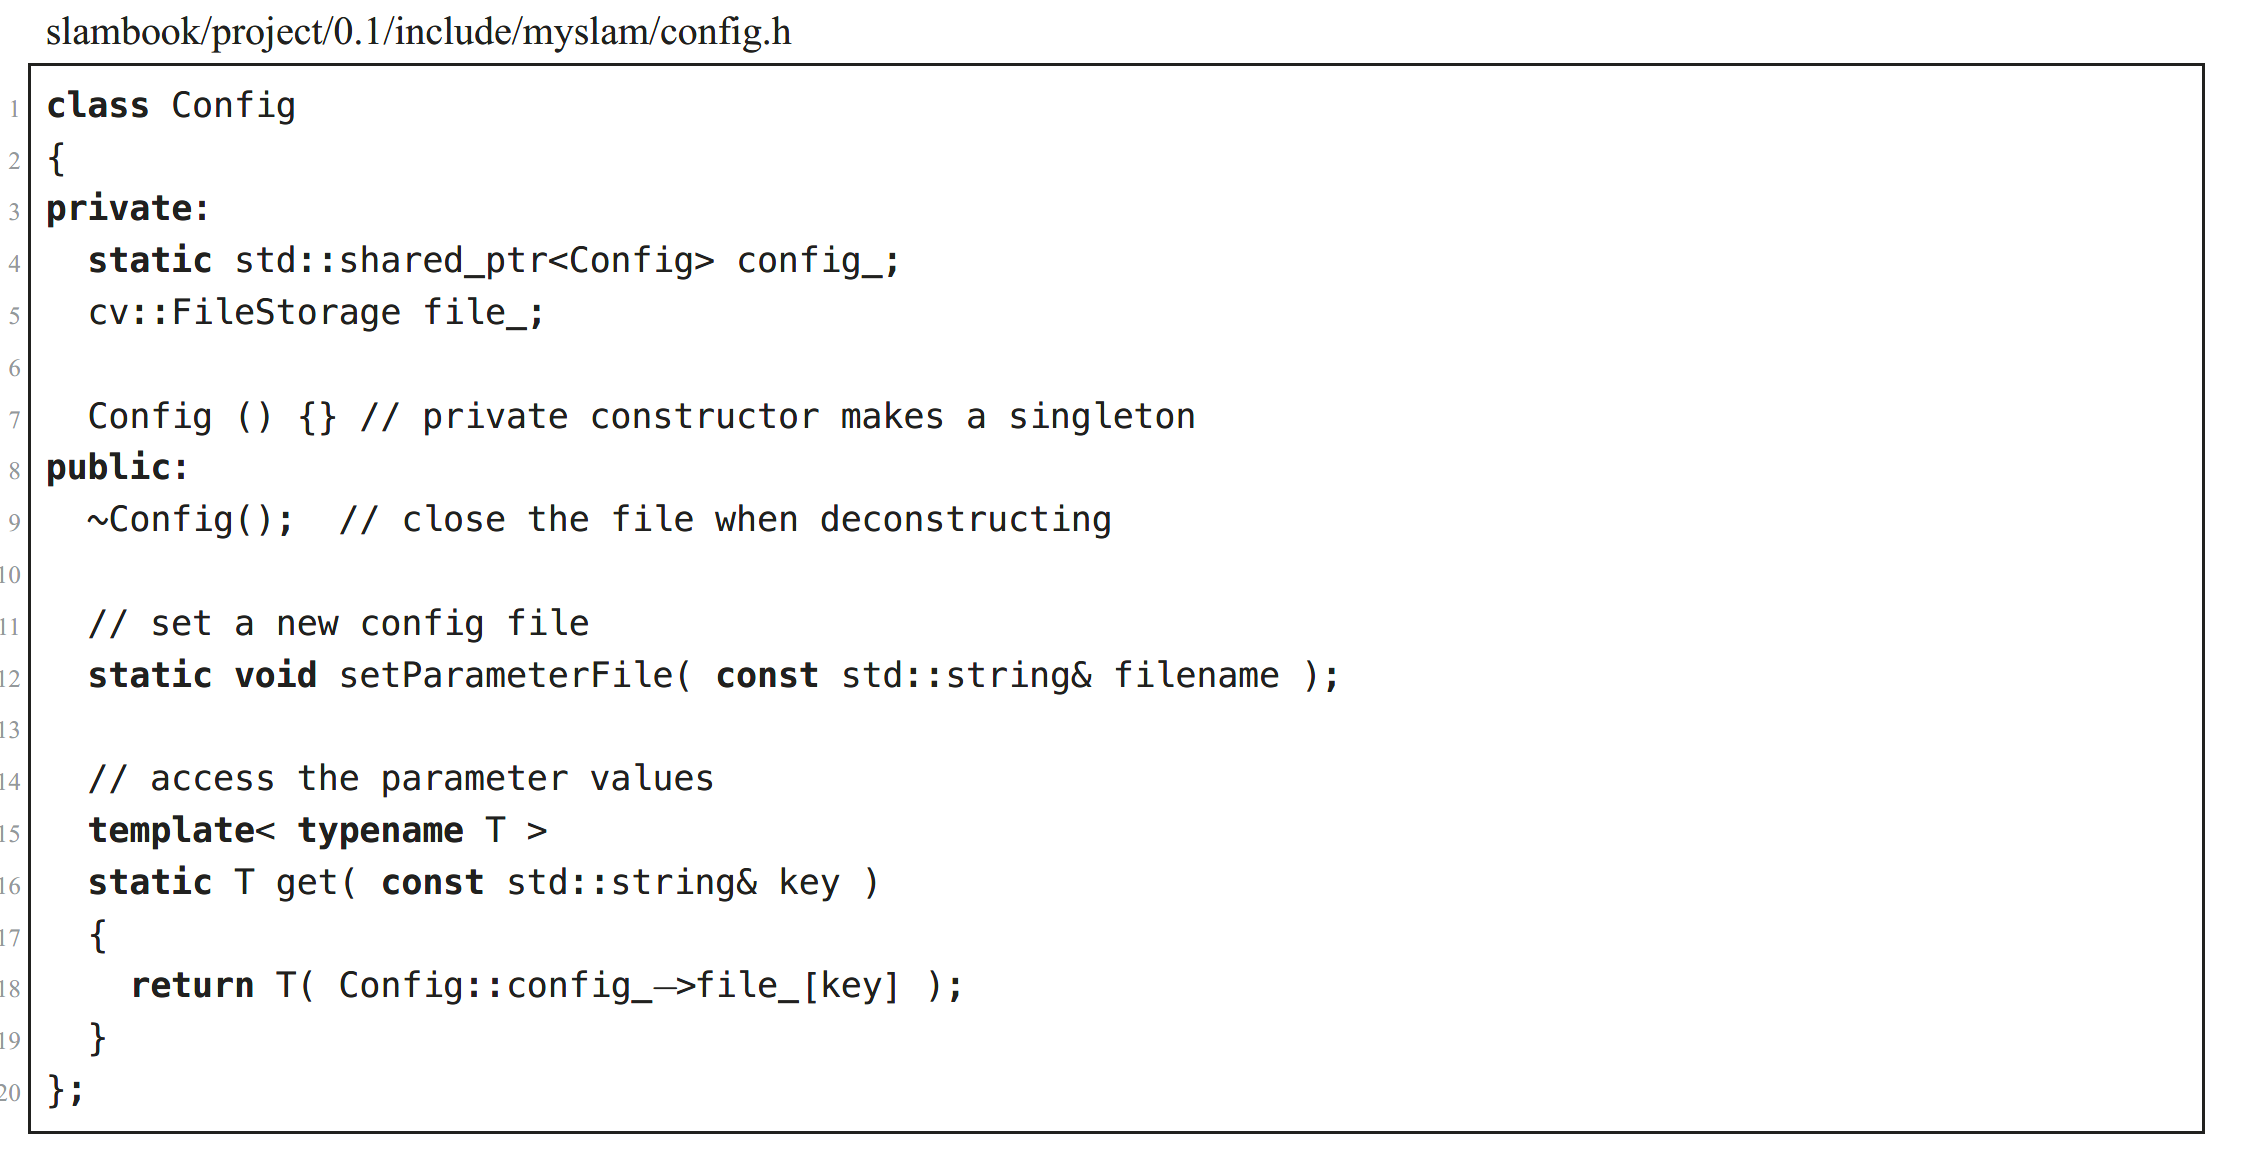 slambook/project/0.1/include/myslam/config.h
1 class Config
2 {
3 private:
4   static std::shared_ptr<Config> config_;
5   cv::FileStorage file_;
6
7   Config () {} // private constructor makes a singleton
8 public:
9   ~Config();  // close the file when deconstructing
10
11   // set a new config file
12   static void setParameterFile( const std::string& filename );
13
14   // access the parameter values
15   template< typename T >
16   static T get( const std::string& key )
17   {
18     return T( Config::config_—>file_[key] );
19   }
20 };